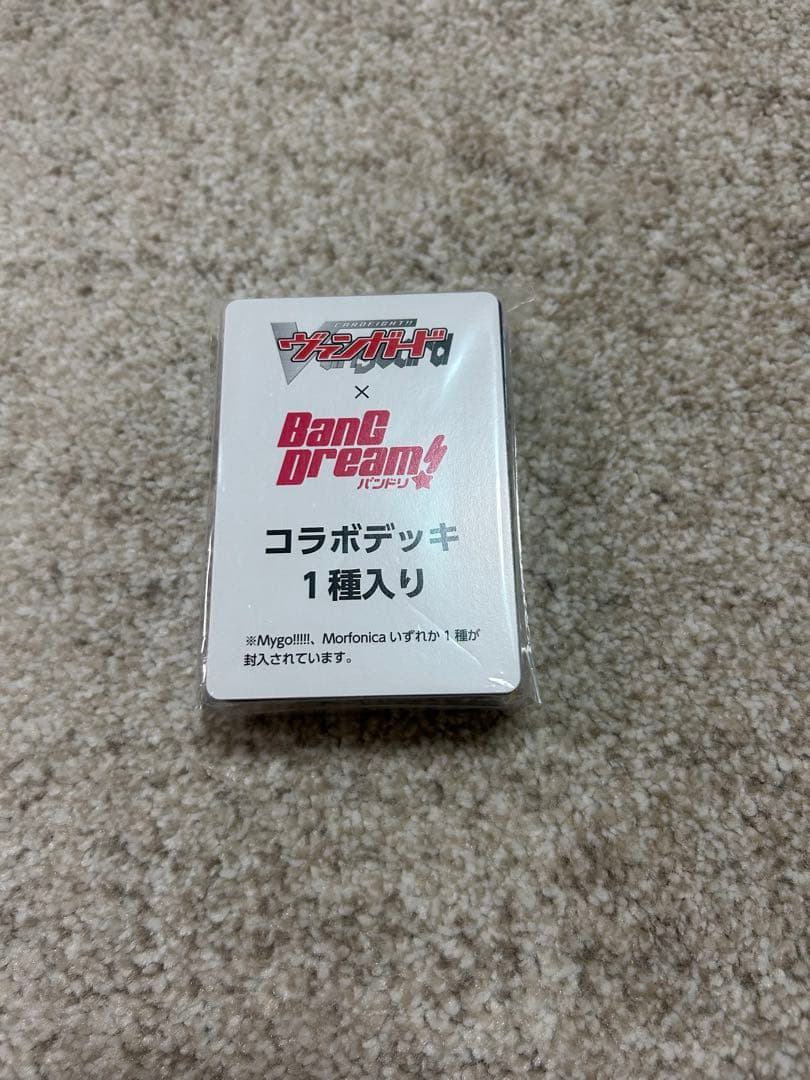 CARDFIGHT!!
ヴァンガード
Vanguard
×
BanG
Dream!
バンドリ
コラボデッキ
1種入り
※Mygo!!!!!、Morfonica いずれか 1 種が
封入されています。